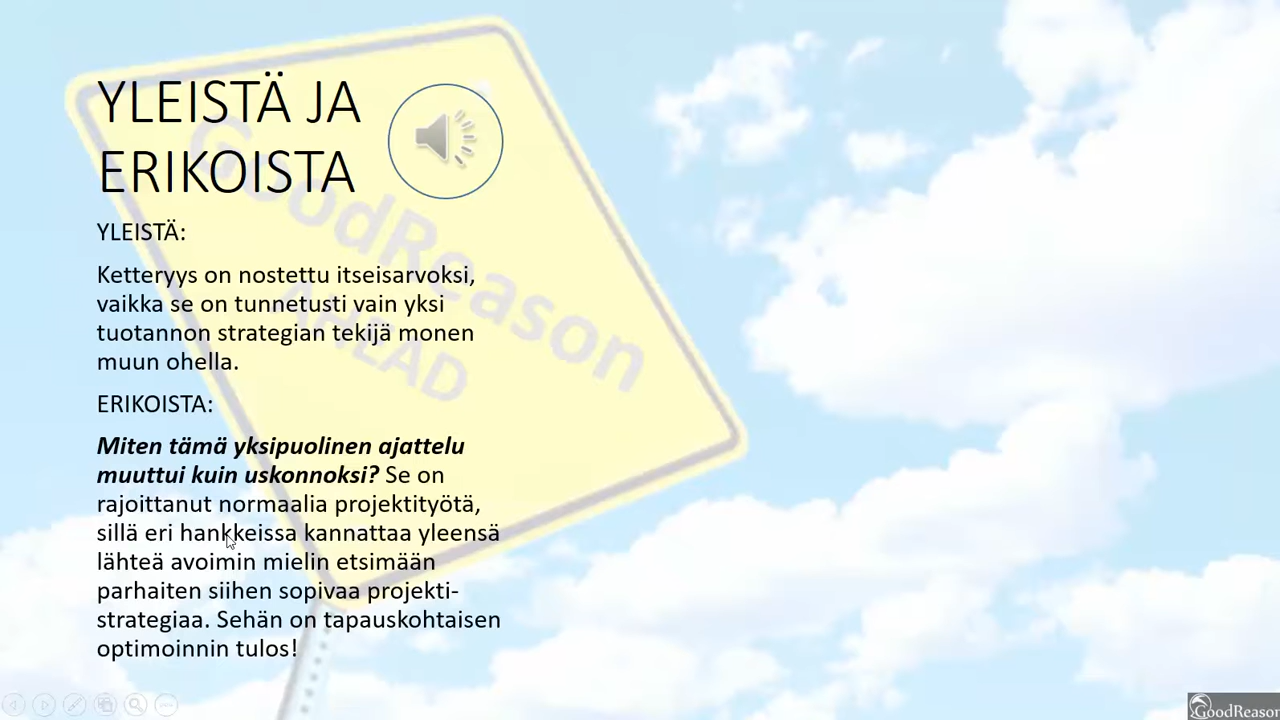 YLEISTÄ JA
ERIKOISTA
YLEISTÄ:
Ketteryys on nostettu itseisarvoksi,
vaikka se on tunnetusti vain yksi
tuotannon strategian tekijä monen
muun ohella.
ERIKOISTA:
Miten tämä yksipuolinen ajattelu
muuttui kuin uskonnoksi? Se on
rajoittanut normaalia projektityötä,
sillä eri hankkeissa kannattaa yleensä
lähteä avoimin mielin etsimään
parhaiten siihen sopivaa projekti-
strategiaa. Sehän on tapauskohtaisen
optimoinnin tulos!
GoodReason
AHEAD
GoodReason